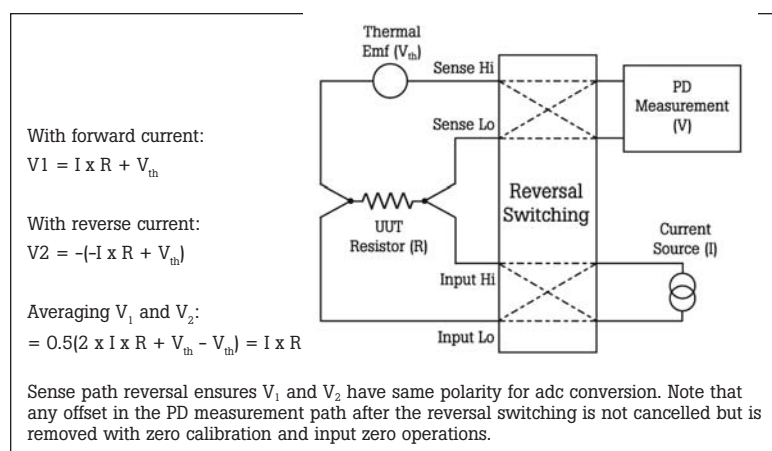 With forward current:
V1 = I x R + Vth
With reverse current:
V2 = –(–I x R + Vth)
Averaging V1 and V2:
= 0.5(2 x I x R + Vth – Vth) = I x R
Thermal
Emf (Vth)
Sense Hi
Sense Lo
PD
Measurement
(V)
Reversal
Switching
UUT
Resistor (R)
Current
Source (I)
Input Hi
Input Lo
Sense path reversal ensures V1 and V2 have same polarity for adc conversion. Note that
any offset in the PD measurement path after the reversal switching is not cancelled but is
removed with zero calibration and input zero operations.